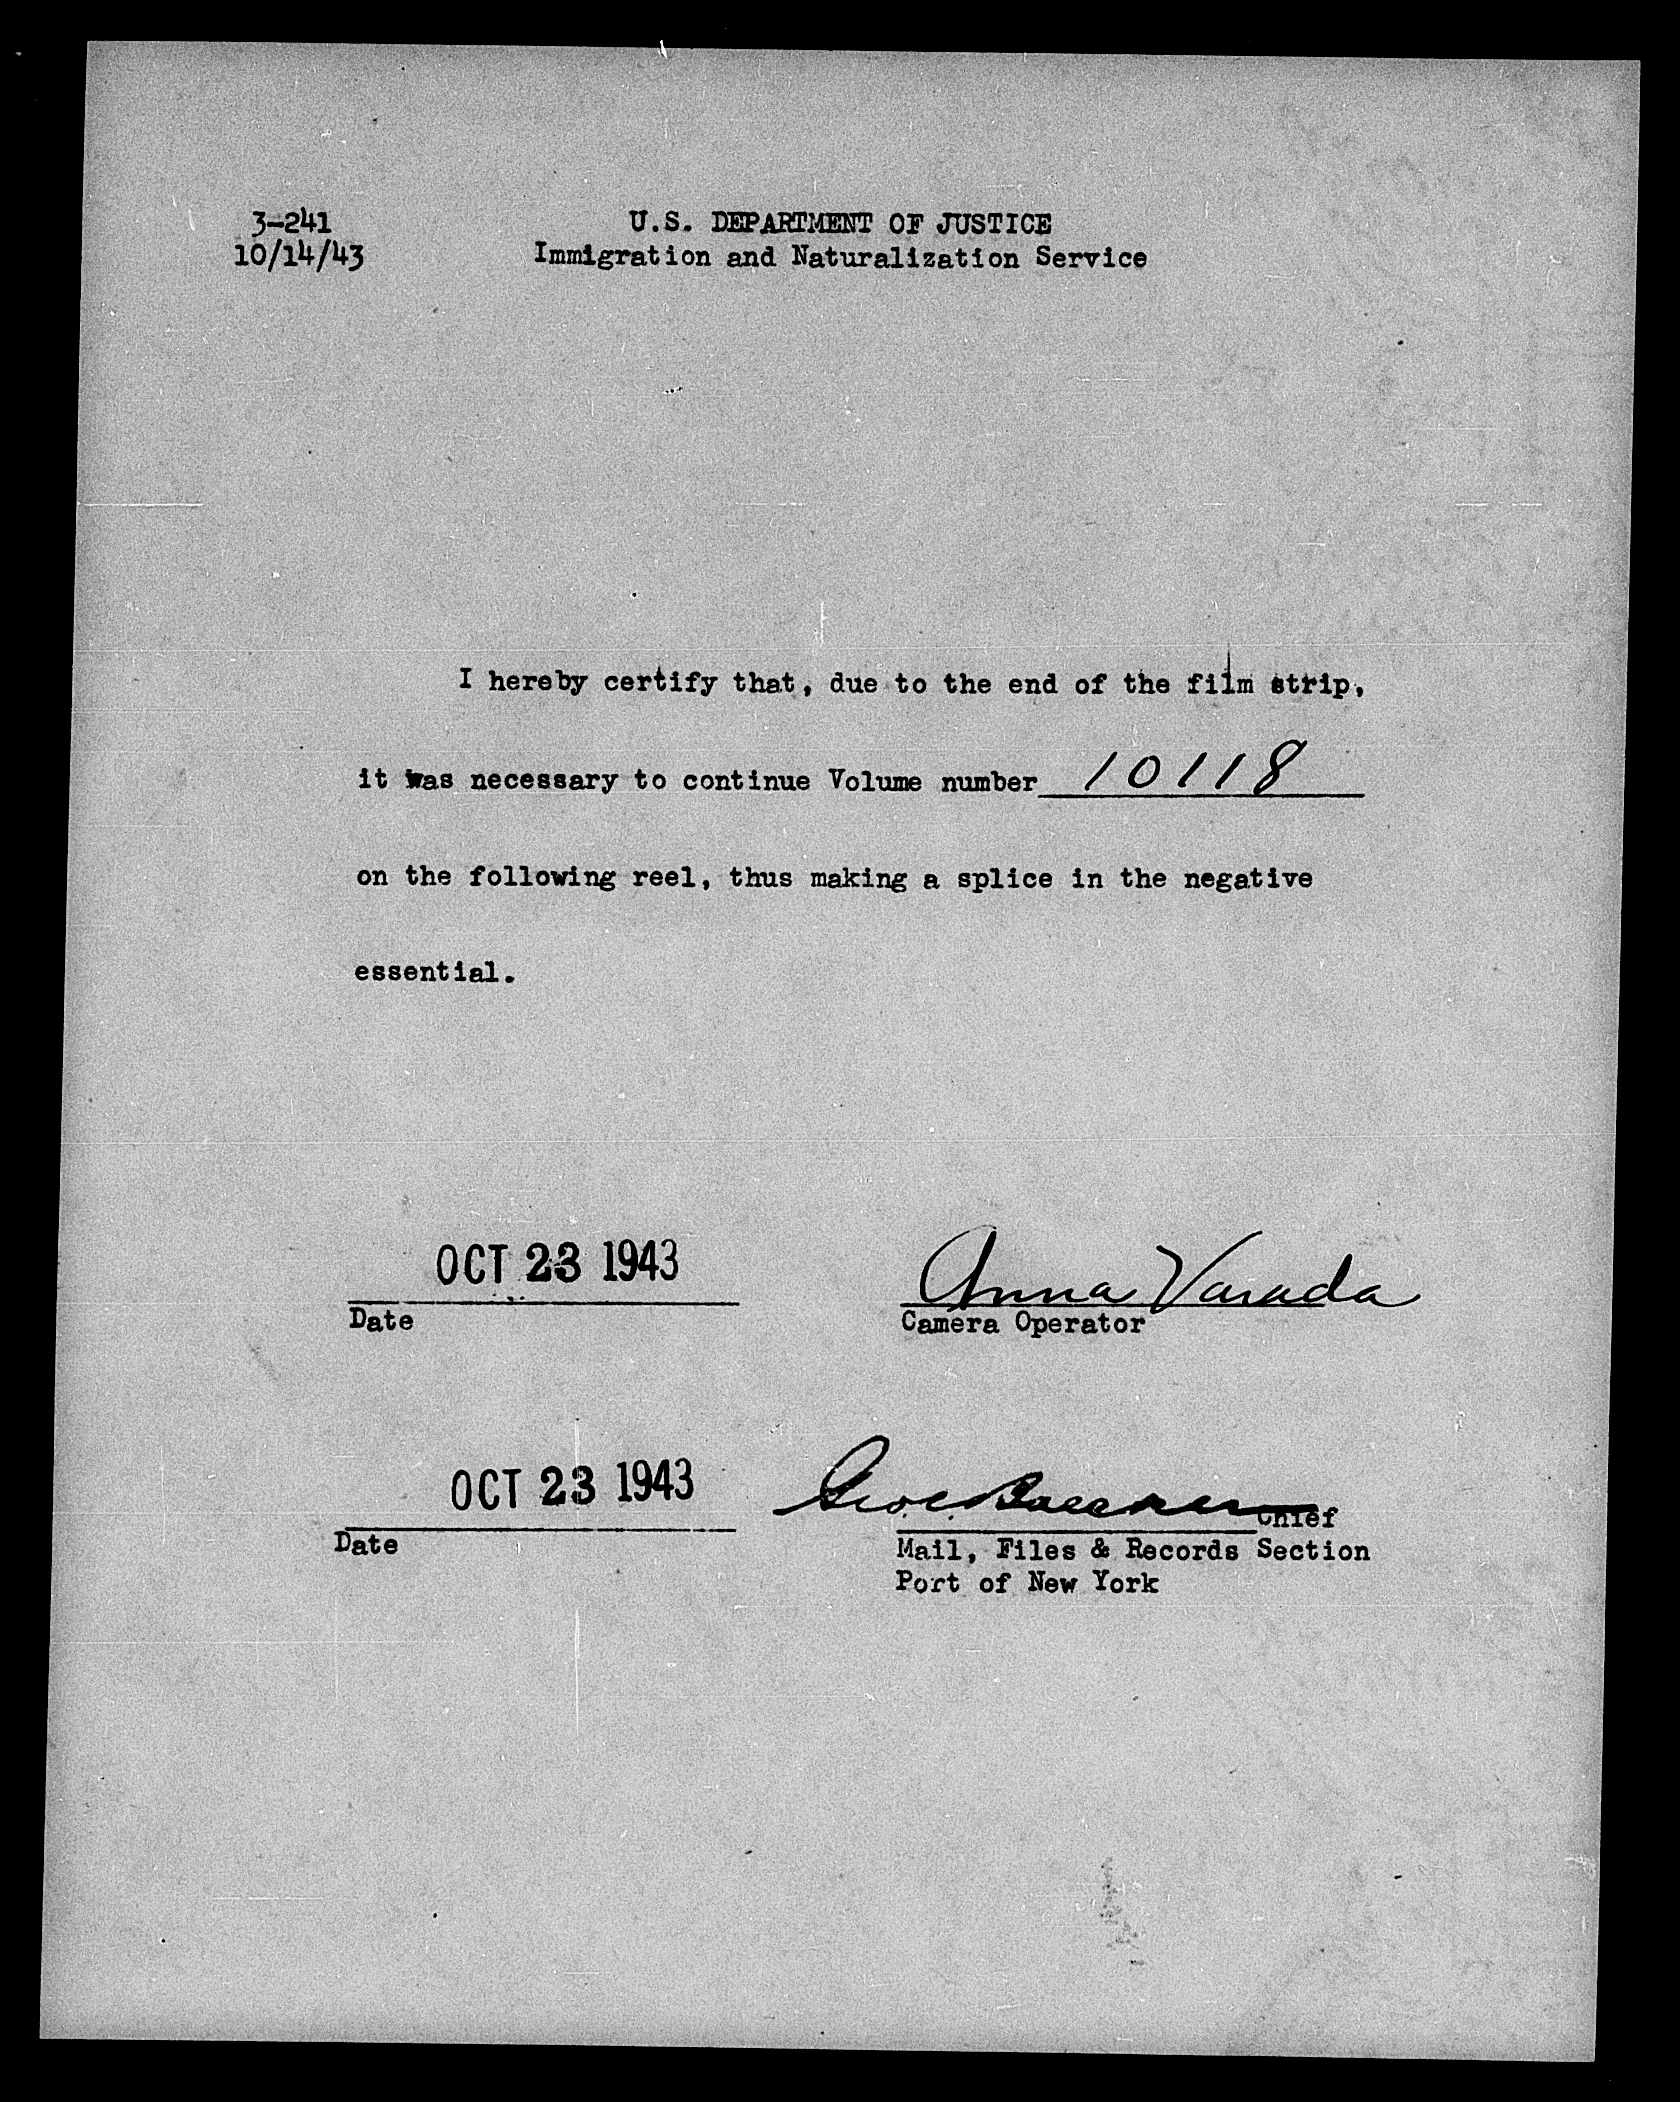 3-241
10/14/43
U.S. DEPARTMENT OF JUSTICE
Immigration and Naturalization Service
I hereby certify that, due to the end of the film strip,
it was necessary to continue Volume number 10118
on the following reel, thus making a splice in the negative
essential.
OCT 23 1943
Date
Anna Varada
Camera Operator
OCT 23 1943
Date
Chief
Mail, Files & Records Section
Port of New York